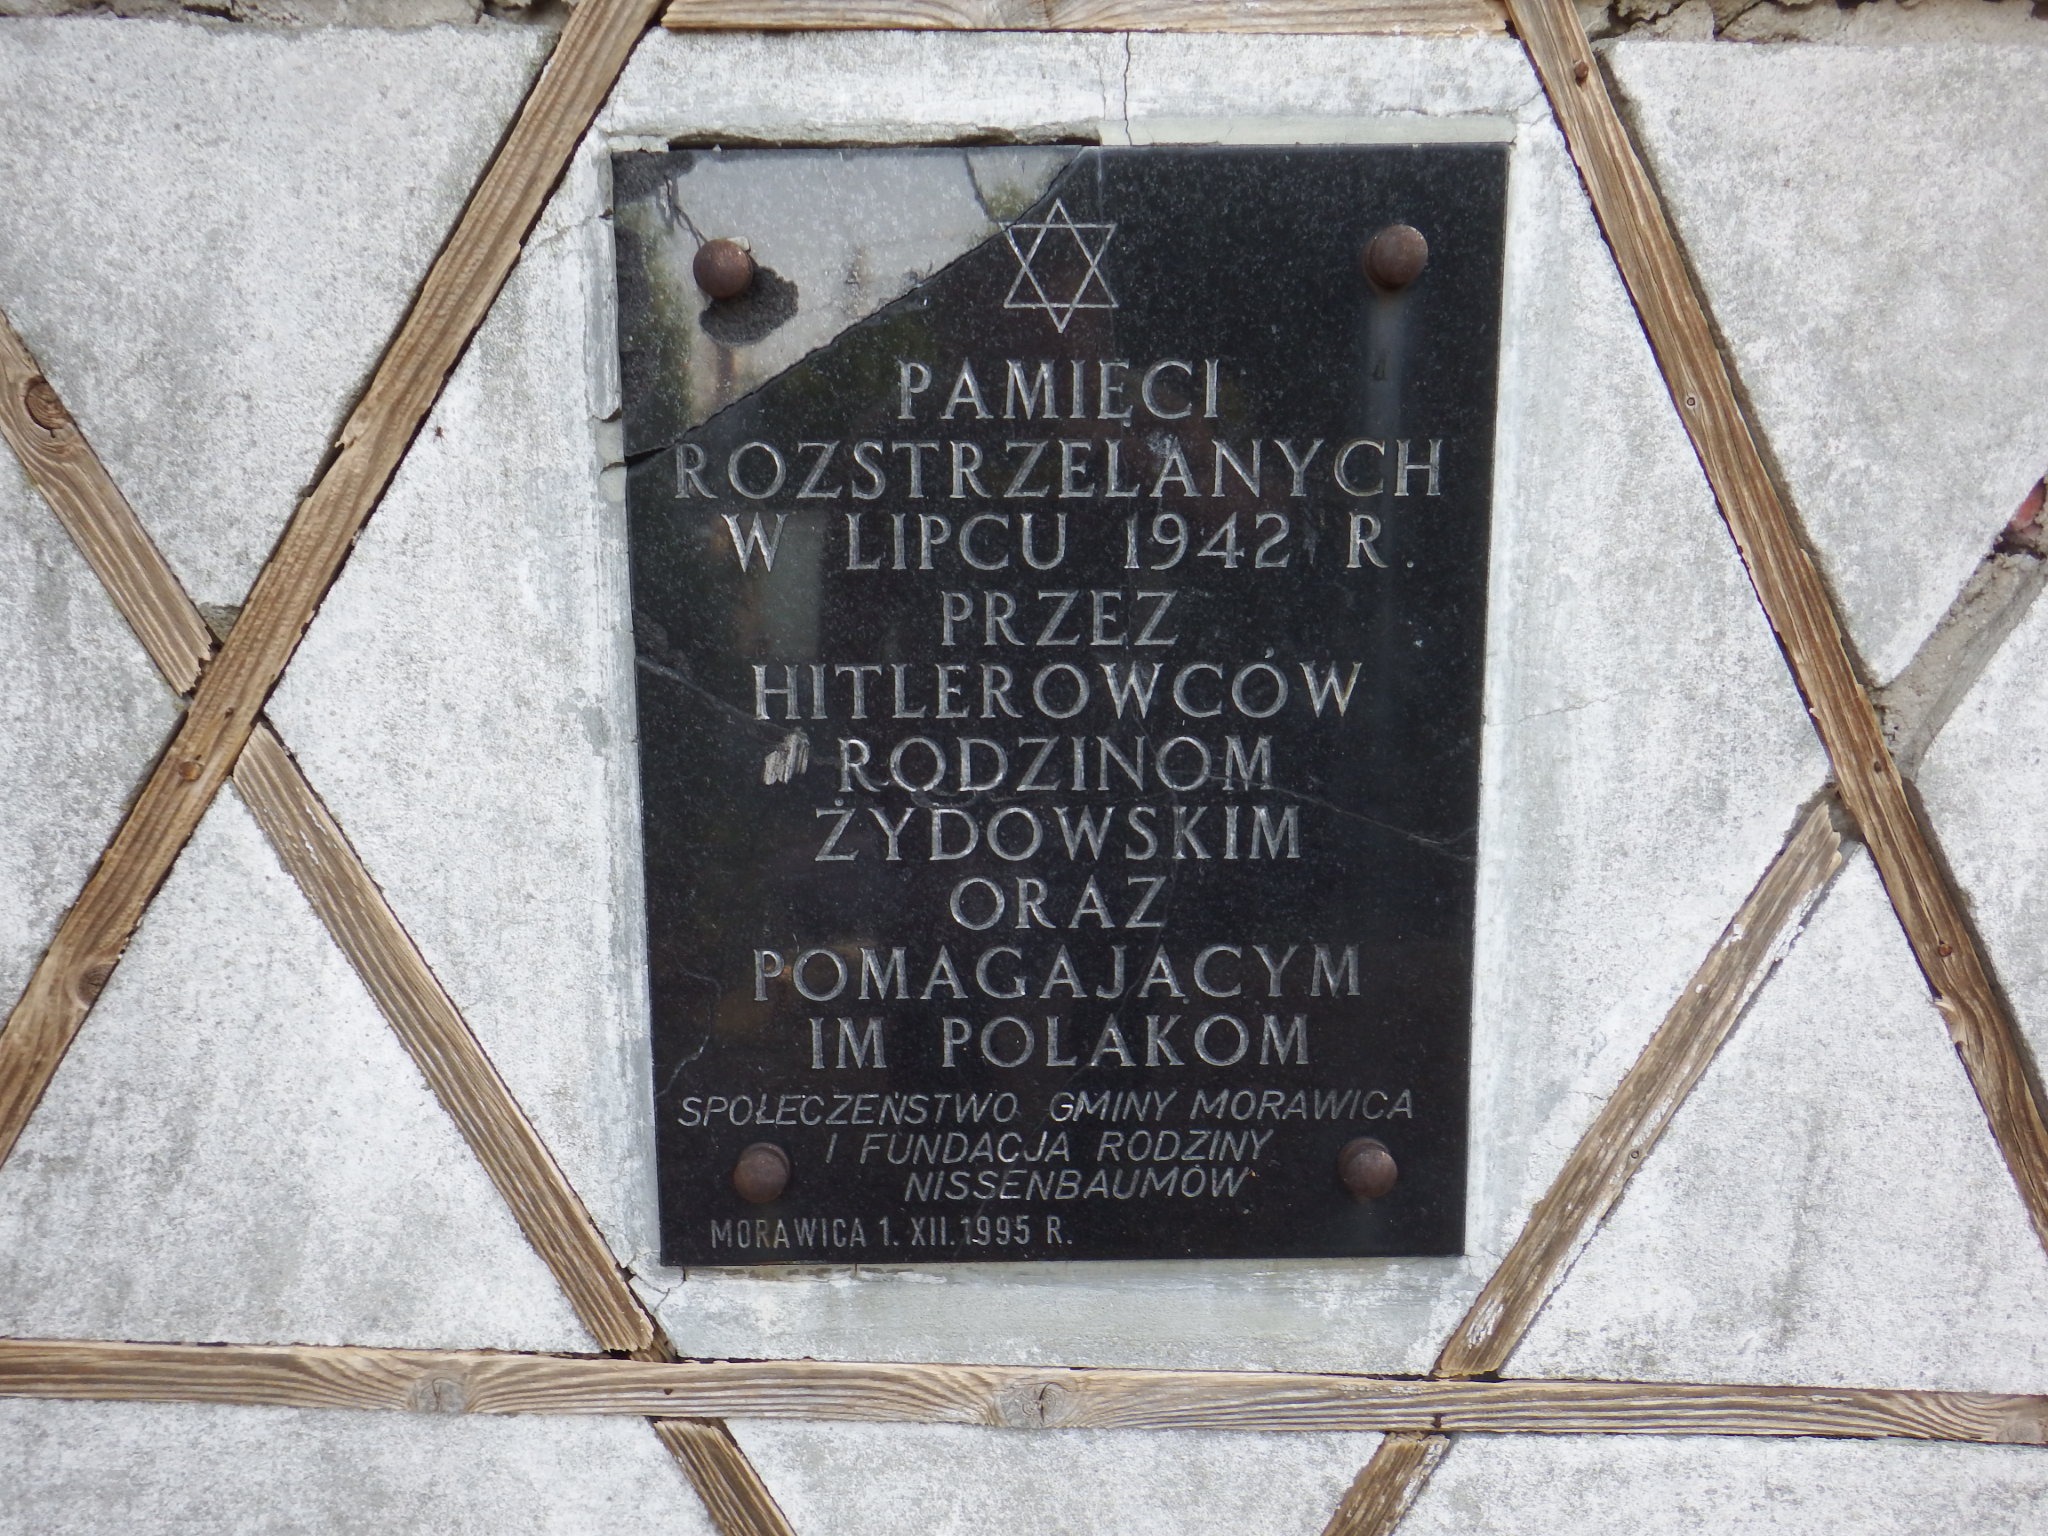 PAMIĘCI
ROZSTRZELANYCH
W LIPCU 1942 R.
PRZEZ
HITLEROWCÓW
RODZINOM
ŻYDOWSKIM
ORAZ
POMAGAJĄCYM
IM POLAKOM
SPOŁECZEŃSTWO GMINY MORAWICA
I FUNDACJA RODZINY
NISSENBAUMÓW
MORAWICA 1. XII. 1995 R.